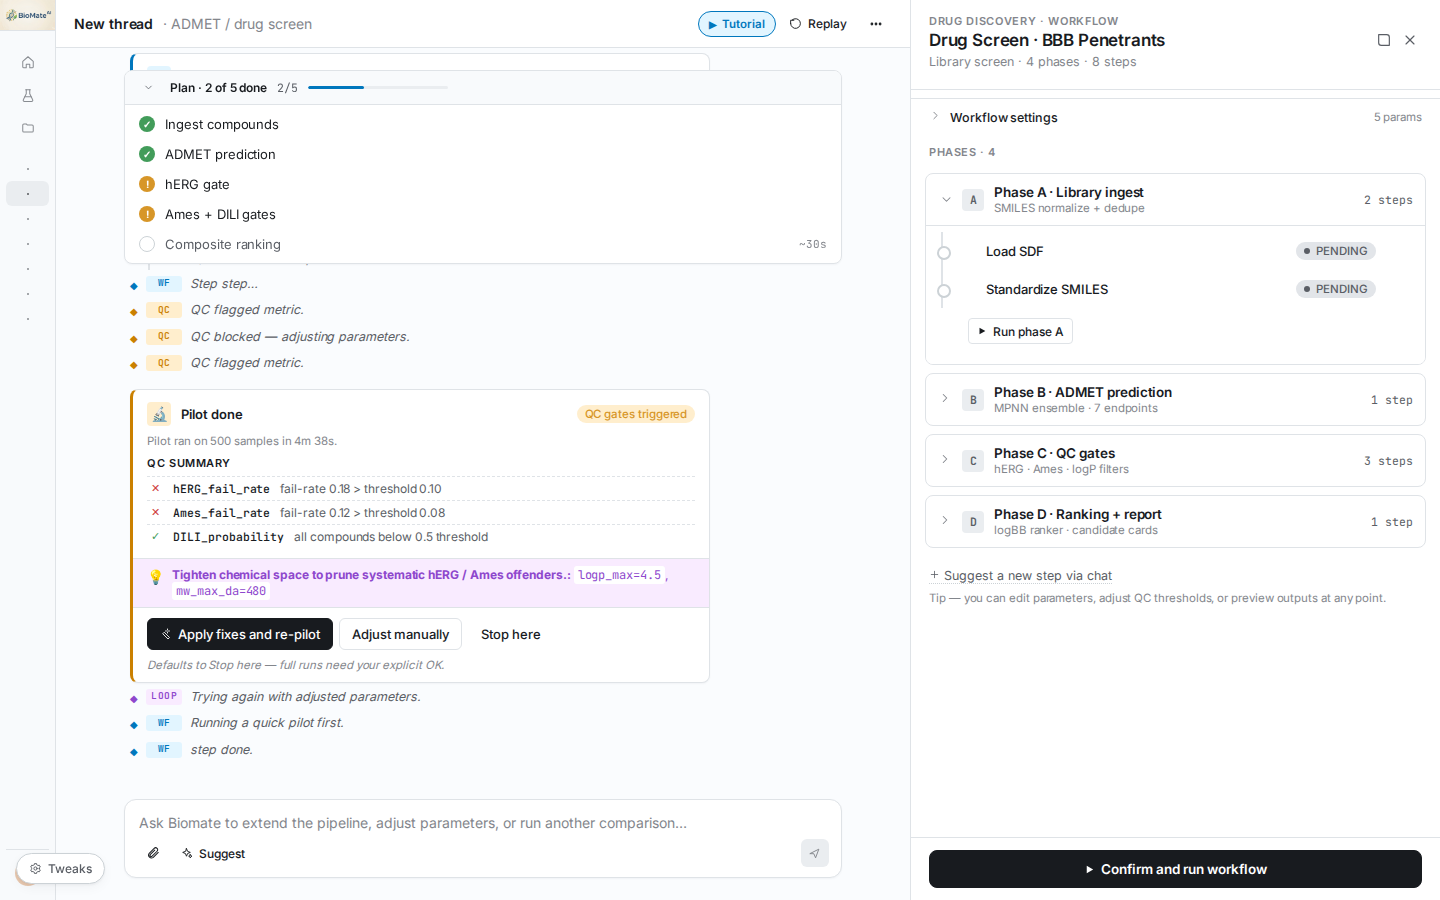 BioMate AI
New thread · ADMET / drug screen
Tutorial
Replay
Plan · 2 of 5 done 2/5
Ingest compounds
ADMET prediction
hERG gate
Ames + DILI gates
Composite ranking ~30s
WF Step step...
QC QC flagged metric.
QC QC blocked — adjusting parameters.
QC QC flagged metric.
Pilot done QC gates triggered
Pilot ran on 500 samples in 4m 38s.
QC SUMMARY
✕ hERG_fail_rate fail-rate 0.18 > threshold 0.10
✕ Ames_fail_rate fail-rate 0.12 > threshold 0.08
✓ DILI_probability all compounds below 0.5 threshold
Tighten chemical space to prune systematic hERG / Ames offenders.: logp_max=4.5 ,
mw_max_da=480
Apply fixes and re-pilot Adjust manually Stop here
Defaults to Stop here — full runs need your explicit OK.
LOOP Trying again with adjusted parameters.
WF Running a quick pilot first.
WF step done.
Ask Biomate to extend the pipeline, adjust parameters, or run another comparison...
Suggest
Tweaks
DRUG DISCOVERY · WORKFLOW
Drug Screen · BBB Penetrants
Library screen · 4 phases · 8 steps
Workflow settings 5 params
PHASES · 4
A Phase A · Library ingest 2 steps
SMILES normalize + dedupe
Load SDF PENDING
Standardize SMILES PENDING
Run phase A
B Phase B · ADMET prediction 1 step
MPNN ensemble · 7 endpoints
C Phase C · QC gates 3 steps
hERG · Ames · logP filters
D Phase D · Ranking + report 1 step
logBB ranker · candidate cards
+ Suggest a new step via chat
Tip — you can edit parameters, adjust QC thresholds, or preview outputs at any point.
Confirm and run workflow